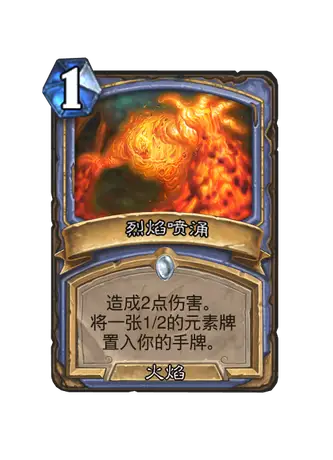 1
烈焰喷涌
造成2点伤害。
将一张1/2的元素牌
置入你的手牌。
火焰